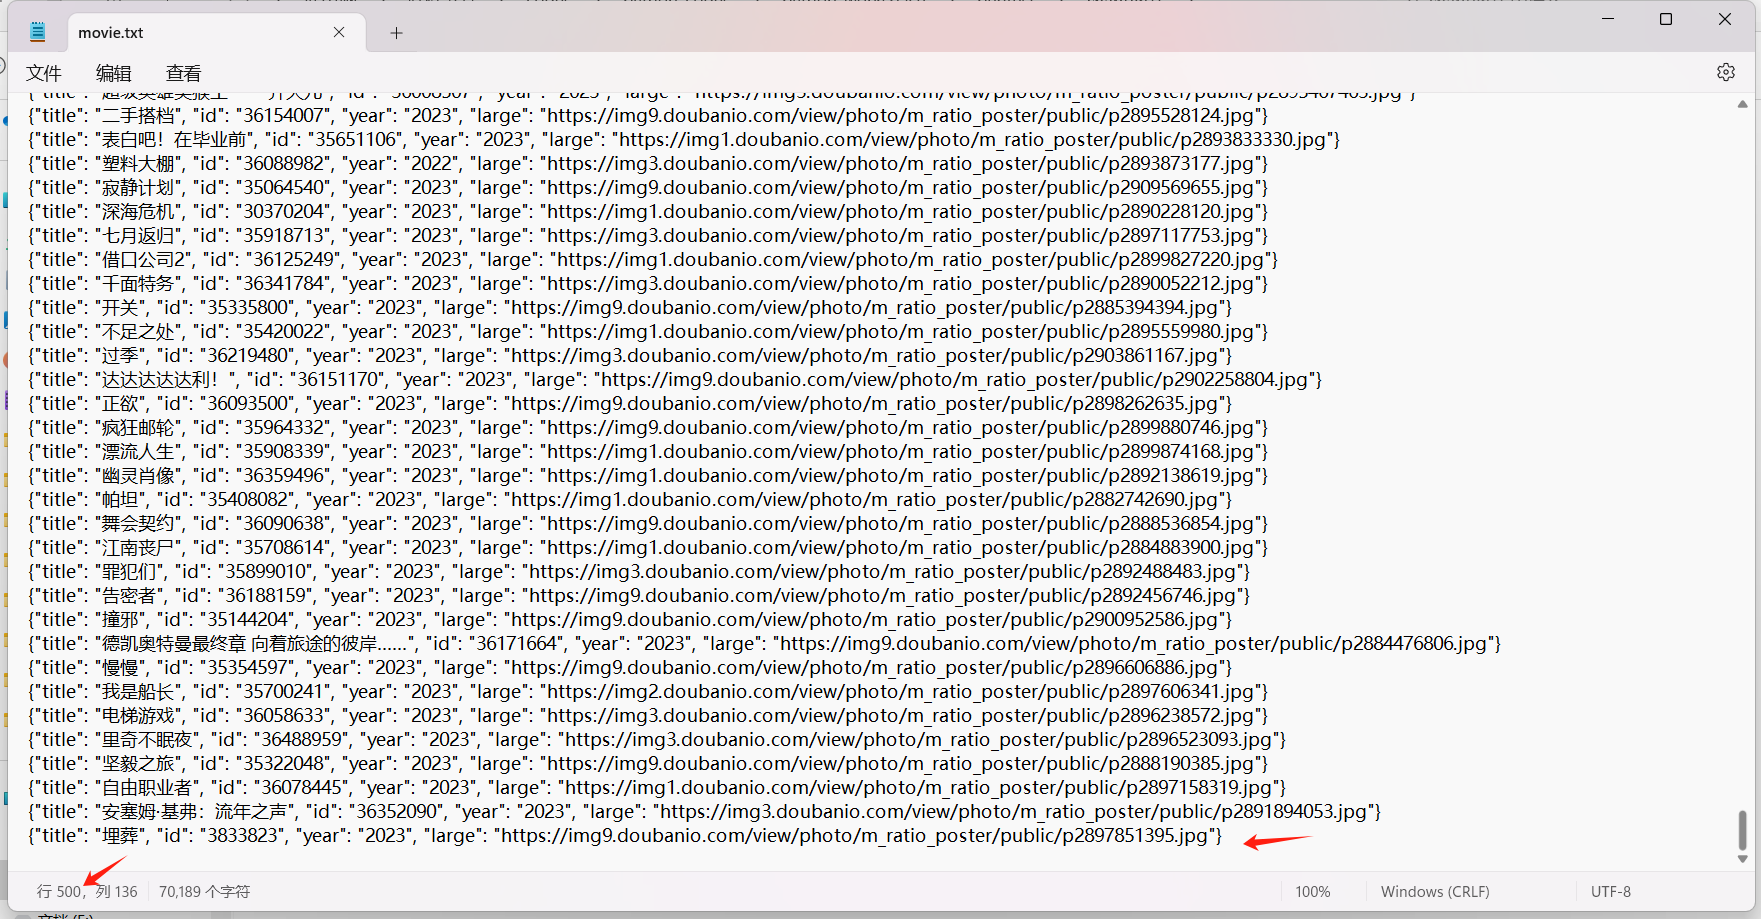 movie.txt
文件 编辑 查看
{"title": "二手搭档", "id": "36154007", "year": "2023", "large": "https://img9.doubanio.com/view/photo/m_ratio_poster/public/p2895528124.jpg"}
{"title": "表白吧！在毕业前", "id": "35651106", "year": "2023", "large": "https://img1.doubanio.com/view/photo/m_ratio_poster/public/p2893833330.jpg"}
{"title": "塑料大棚", "id": "36088982", "year": "2022", "large": "https://img3.doubanio.com/view/photo/m_ratio_poster/public/p2893873177.jpg"}
{"title": "寂静计划", "id": "35064540", "year": "2023", "large": "https://img9.doubanio.com/view/photo/m_ratio_poster/public/p2909569655.jpg"}
{"title": "深海危机", "id": "30370204", "year": "2023", "large": "https://img1.doubanio.com/view/photo/m_ratio_poster/public/p2890228120.jpg"}
{"title": "七月返归", "id": "35918713", "year": "2023", "large": "https://img3.doubanio.com/view/photo/m_ratio_poster/public/p2897117753.jpg"}
{"title": "借口公司2", "id": "36125249", "year": "2023", "large": "https://img1.doubanio.com/view/photo/m_ratio_poster/public/p2899827220.jpg"}
{"title": "千面特务", "id": "36341784", "year": "2023", "large": "https://img3.doubanio.com/view/photo/m_ratio_poster/public/p2890052212.jpg"}
{"title": "开关", "id": "35335800", "year": "2023", "large": "https://img9.doubanio.com/view/photo/m_ratio_poster/public/p2885394394.jpg"}
{"title": "不足之处", "id": "35420022", "year": "2023", "large": "https://img1.doubanio.com/view/photo/m_ratio_poster/public/p2895559980.jpg"}
{"title": "过季", "id": "36219480", "year": "2023", "large": "https://img3.doubanio.com/view/photo/m_ratio_poster/public/p2903861167.jpg"}
{"title": "达达达达达利！", "id": "36151170", "year": "2023", "large": "https://img9.doubanio.com/view/photo/m_ratio_poster/public/p2902258804.jpg"}
{"title": "正欲", "id": "36093500", "year": "2023", "large": "https://img9.doubanio.com/view/photo/m_ratio_poster/public/p2898262635.jpg"}
{"title": "疯狂邮轮", "id": "35964332", "year": "2023", "large": "https://img9.doubanio.com/view/photo/m_ratio_poster/public/p2899880746.jpg"}
{"title": "漂流人生", "id": "35908339", "year": "2023", "large": "https://img1.doubanio.com/view/photo/m_ratio_poster/public/p2899874168.jpg"}
{"title": "幽灵肖像", "id": "36359496", "year": "2023", "large": "https://img1.doubanio.com/view/photo/m_ratio_poster/public/p2892138619.jpg"}
{"title": "帕坦", "id": "35408082", "year": "2023", "large": "https://img1.doubanio.com/view/photo/m_ratio_poster/public/p2882742690.jpg"}
{"title": "舞会契约", "id": "36090638", "year": "2023", "large": "https://img9.doubanio.com/view/photo/m_ratio_poster/public/p2888536854.jpg"}
{"title": "江南丧尸", "id": "35708614", "year": "2023", "large": "https://img1.doubanio.com/view/photo/m_ratio_poster/public/p2884883900.jpg"}
{"title": "罪犯们", "id": "35899010", "year": "2023", "large": "https://img3.doubanio.com/view/photo/m_ratio_poster/public/p2892488483.jpg"}
{"title": "告密者", "id": "36188159", "year": "2023", "large": "https://img9.doubanio.com/view/photo/m_ratio_poster/public/p2892456746.jpg"}
{"title": "撞邪", "id": "35144204", "year": "2023", "large": "https://img9.doubanio.com/view/photo/m_ratio_poster/public/p2900952586.jpg"}
{"title": "德凯奥特曼最终章 向着旅途的彼岸……", "id": "36171664", "year": "2023", "large": "https://img9.doubanio.com/view/photo/m_ratio_poster/public/p2884476806.jpg"}
{"title": "慢慢", "id": "35354597", "year": "2023", "large": "https://img9.doubanio.com/view/photo/m_ratio_poster/public/p2896606886.jpg"}
{"title": "我是船长", "id": "35700241", "year": "2023", "large": "https://img2.doubanio.com/view/photo/m_ratio_poster/public/p2897606341.jpg"}
{"title": "电梯游戏", "id": "36058633", "year": "2023", "large": "https://img3.doubanio.com/view/photo/m_ratio_poster/public/p2896238572.jpg"}
{"title": "里奇不眠夜", "id": "36488959", "year": "2023", "large": "https://img3.doubanio.com/view/photo/m_ratio_poster/public/p2896523093.jpg"}
{"title": "坚毅之旅", "id": "35322048", "year": "2023", "large": "https://img9.doubanio.com/view/photo/m_ratio_poster/public/p2888190385.jpg"}
{"title": "自由职业者", "id": "36078445", "year": "2023", "large": "https://img1.doubanio.com/view/photo/m_ratio_poster/public/p2897158319.jpg"}
{"title": "安塞姆·基弗：流年之声", "id": "36352090", "year": "2023", "large": "https://img3.doubanio.com/view/photo/m_ratio_poster/public/p2891894053.jpg"}
{"title": "埋葬", "id": "3833823", "year": "2023", "large": "https://img9.doubanio.com/view/photo/m_ratio_poster/public/p2897851395.jpg"}
行 500，列 136 70,189 个字符 100% Windows (CRLF) UTF-8